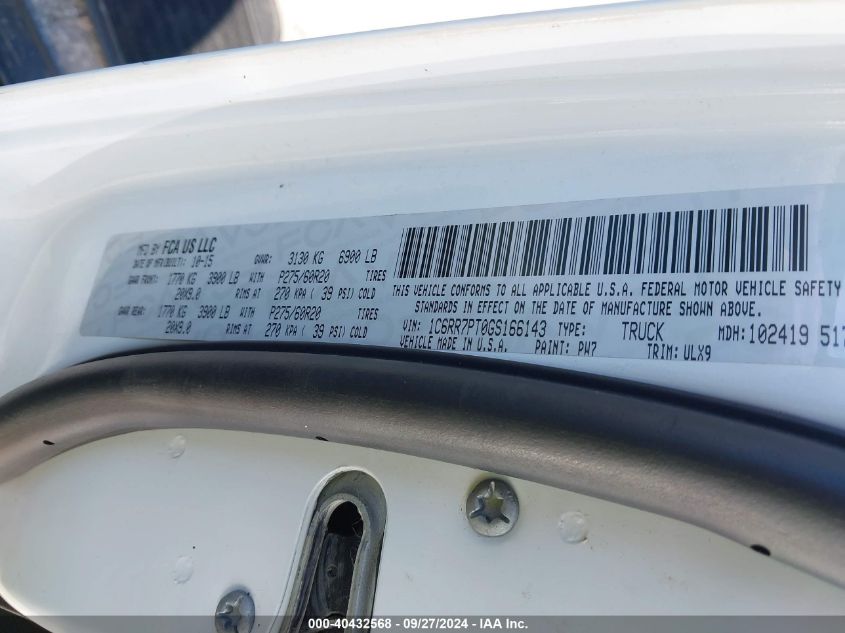 MFD BY FCA US LLC
DATE OF MFR(BUILT): 10-15 GVWR: 3130 KG 6900 LB
GAWR FRONT: 1770 KG 3900 LB WITH P275/60R20 TIRES
20X9.0 RIMS AT 270 KPA ( 39 PSI) COLD
GAWR REAR: 1770 KG 3900 LB WITH P275/60R20 TIRES
20X9.0 RIMS AT 270 KPA ( 39 PSI) COLD
THIS VEHICLE CONFORMS TO ALL APPLICABLE U.S.A. FEDERAL MOTOR VEHICLE SAFETY
STANDARDS IN EFFECT ON THE DATE OF MANUFACTURE SHOWN ABOVE.
VIN: 1C6RR7PT0GS166143 TYPE: TRUCK MDH:102419 517
VEHICLE MADE IN U.S.A. PAINT: PW7 TRIM: ULX9
000-40432568 - 09/27/2024 - IAA Inc.